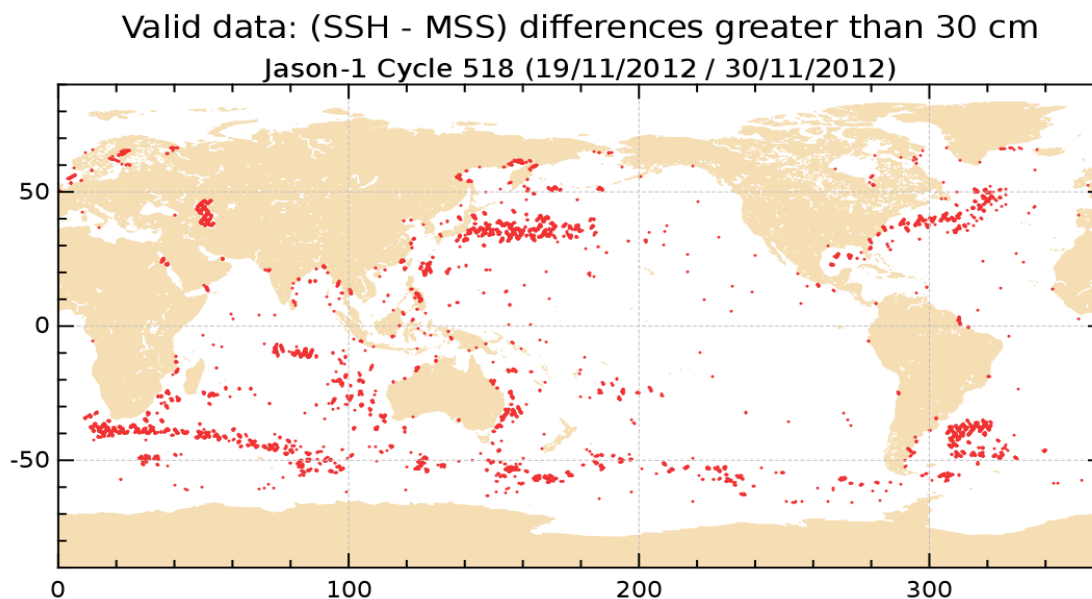 Valid data: (SSH - MSS) differences greater than 30 cm
Jason-1 Cycle 518 (19/11/2012 / 30/11/2012)
50
0
-50
0 100 200 300